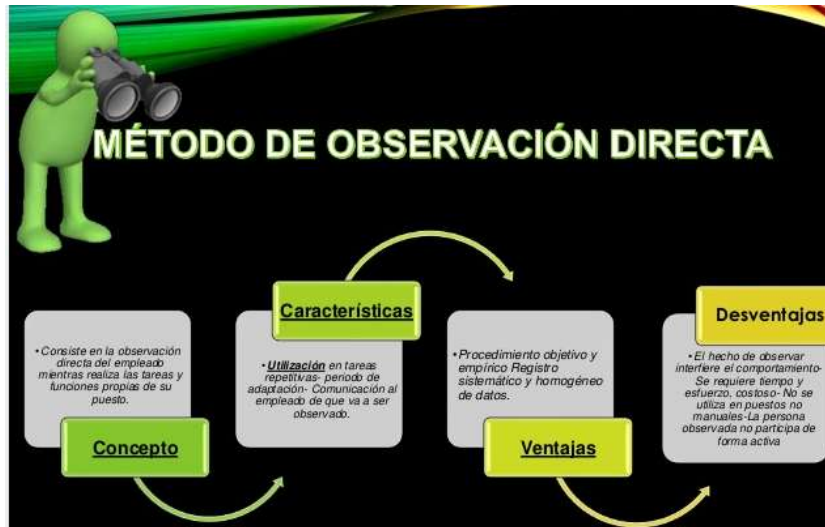 MÉTODO DE OBSERVACIÓN DIRECTA
•Consiste en la observación
directa del empleado
mientras realiza las tareas y
funciones propias de su
puesto.
Concepto
Características
•Utilización en tareas
repetitivas- periodo de
adaptación- Comunicación al
empleado de que va a ser
observado.
•Procedimiento objetivo y
empírico Registro
sistemático y homogéneo
de datos.
Ventajas
Desventajas
•El hecho de observar
interfiere el comportamiento-
Se requiere tiempo y
esfuerzo, costoso- No se
utiliza en puestos no
manuales-La persona
observada no participa de
forma activa